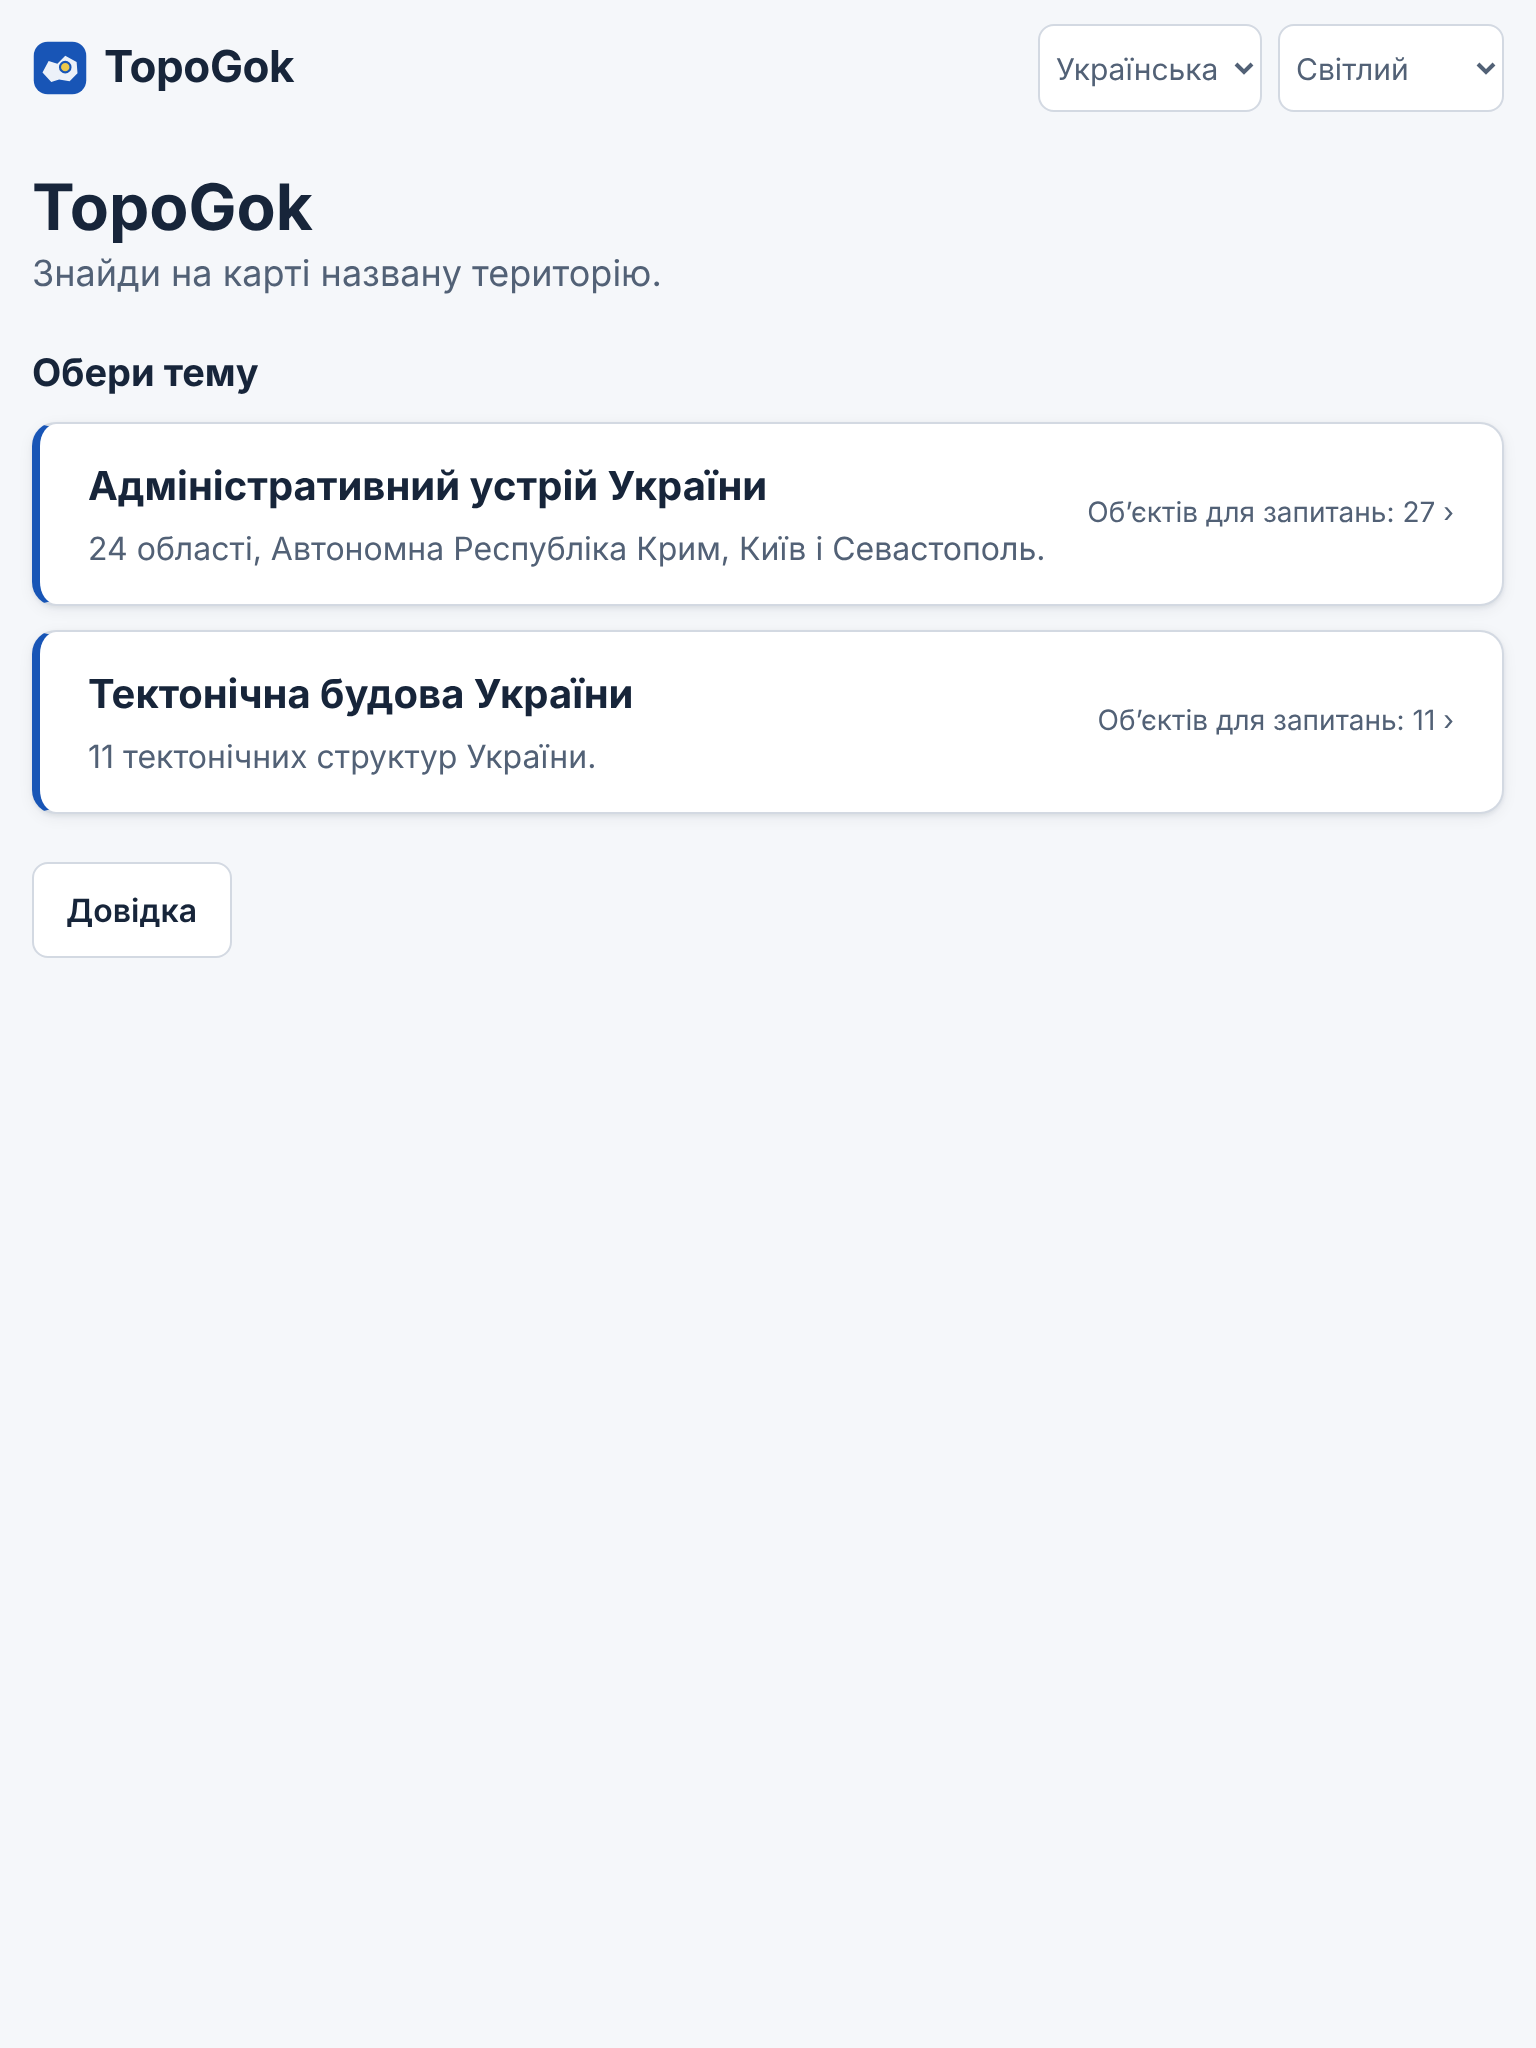 TopoGok
Українська
Світлий
TopoGok
Знайди на карті названу територію.
Обери тему
Адміністративний устрій України
24 області, Автономна Республіка Крим, Київ і Севастополь.
Об’єктів для запитань: 27 ›
Тектонічна будова України
11 тектонічних структур України.
Об’єктів для запитань: 11 ›
Довідка